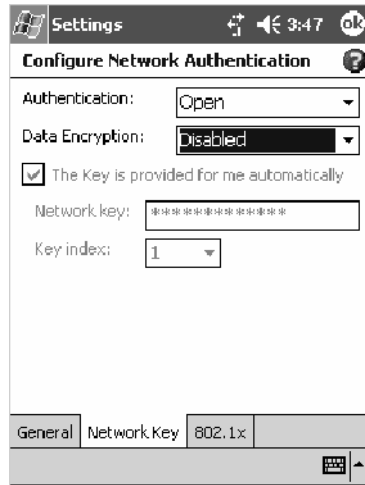 Settings 3:47 ok
Configure Network Authentication ?
Authentication: Open
Data Encryption: Disabled
The Key is provided for me automatically
Network key: *************
Key index: 1
General Network Key 802.1x